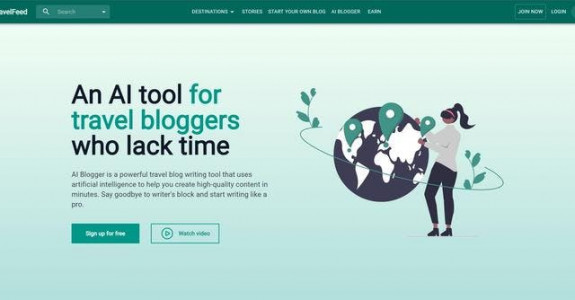 avelFeed
Search
DESTINATIONS
STORIES
START YOUR OWN BLOG
AI BLOGGER
EARN
JOIN NOW
LOGIN
An AI tool for
travel bloggers
who lack time
AI Blogger is a powerful travel blog writing tool that uses
artificial intelligence to help you create high-quality content in
minutes. Say goodbye to writer's block and start writing like a
pro.
Sign up for free
Watch video